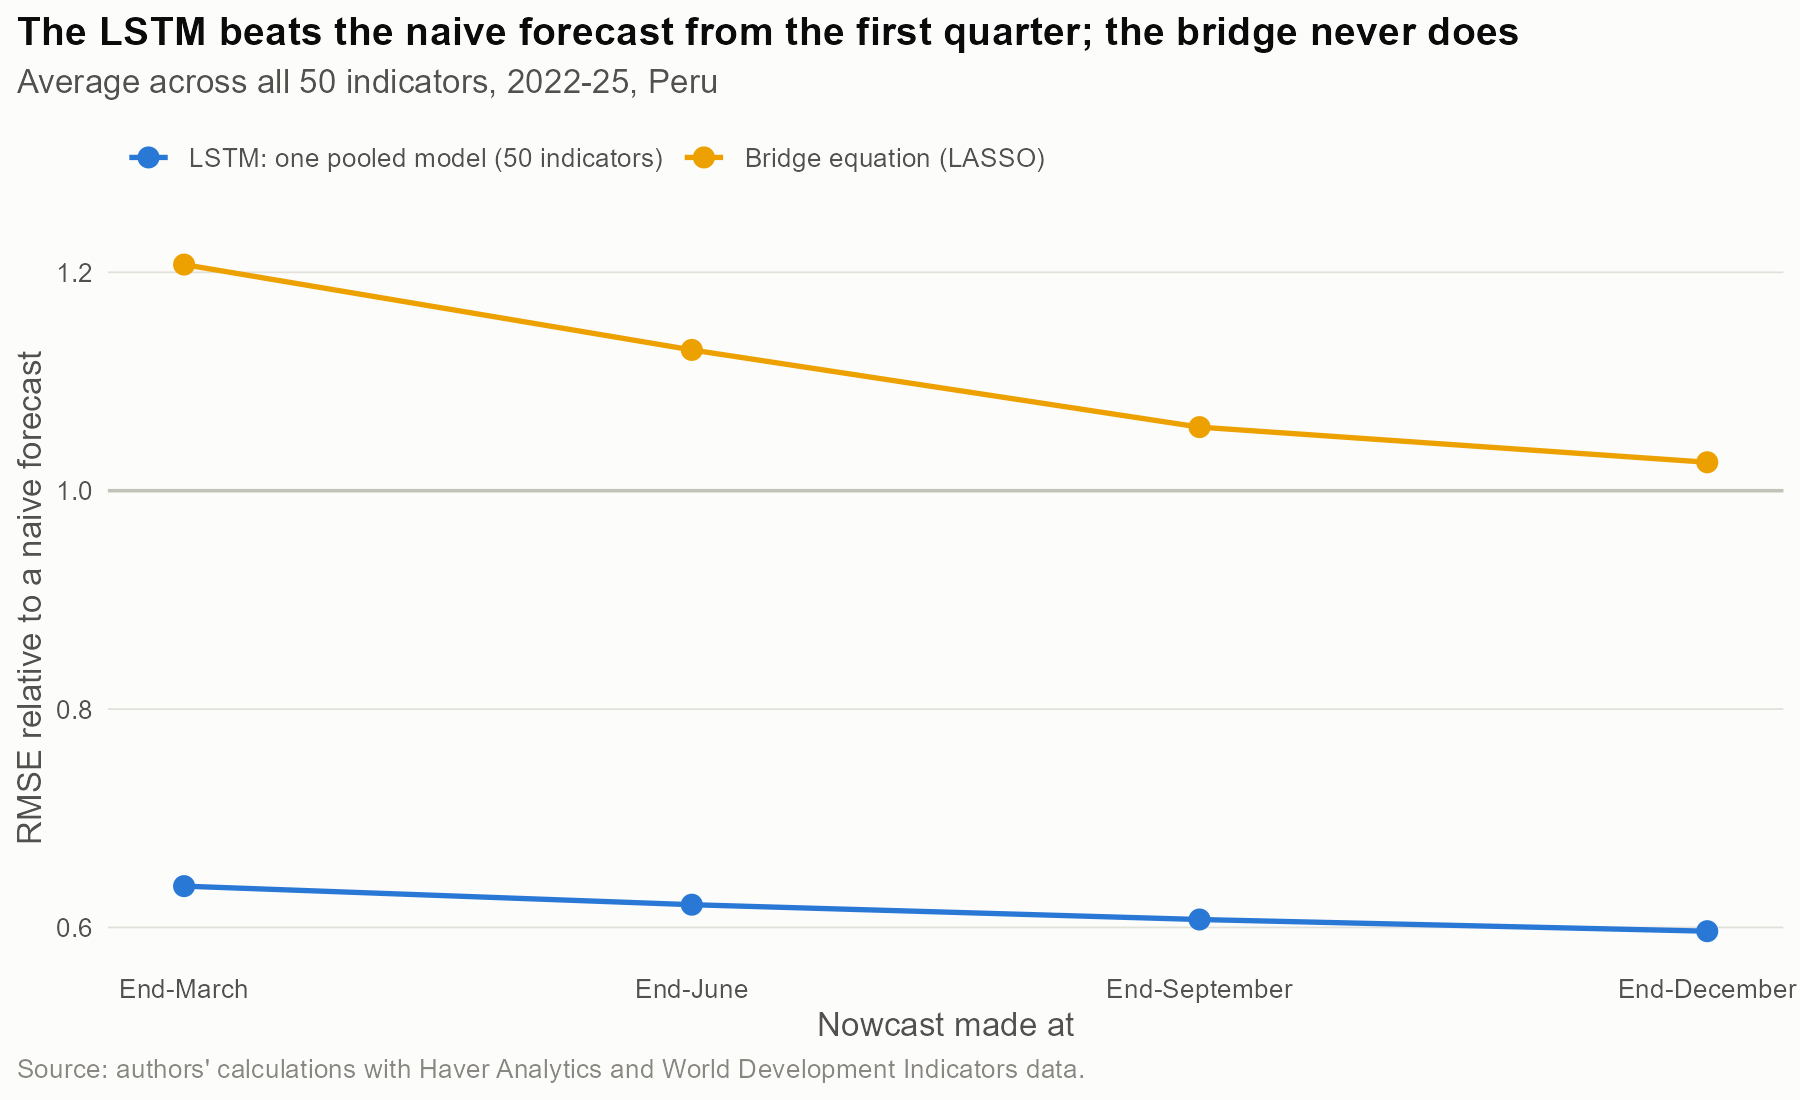 The LSTM beats the naive forecast from the first quarter; the bridge never does
Average across all 50 indicators, 2022-25, Peru
LSTM: one pooled model (50 indicators)
Bridge equation (LASSO)
RMSE relative to a naive forecast
1.2
1.0
0.8
0.6
End-March
End-June
End-September
End-December
Nowcast made at
Source: authors' calculations with Haver Analytics and World Development Indicators data.